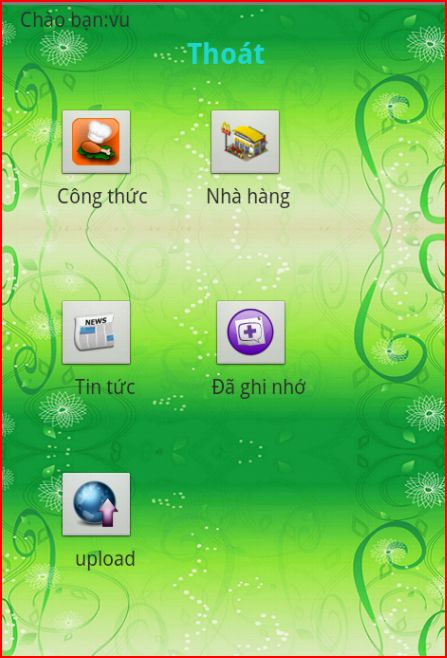 Chào bạn:vu
Thoát
Công thức
Nhà hàng
NEWS
Tin tức
Đã ghi nhớ
upload